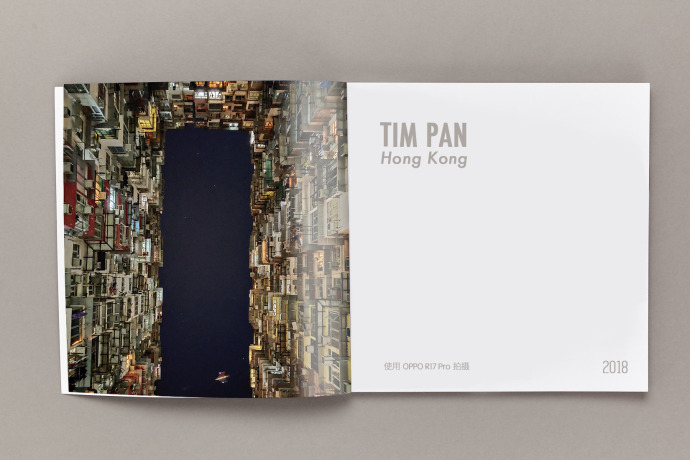 TIM PAN
Hong Kong
使用 OPPO R17 Pro 拍攝
2018